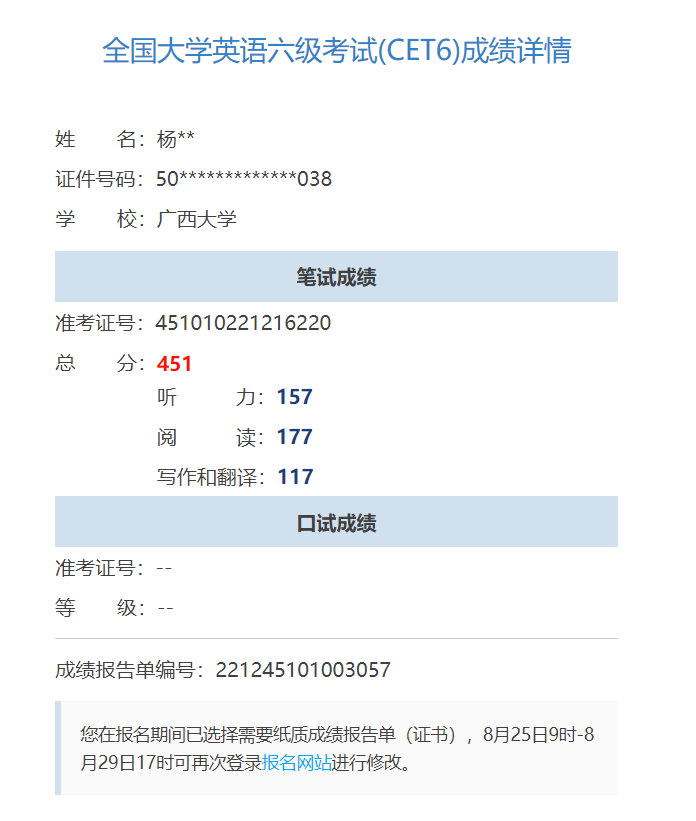 全国大学英语六级考试(CET6)成绩详情
姓 名：杨**
证件号码：50*************038
学 校：广西大学
笔试成绩
准考证号：451010221216220
总 分：451
听 力：157
阅 读：177
写作和翻译：117
口试成绩
准考证号：--
等 级：--
成绩报告单编号：221245101003057
您在报名期间已选择需要纸质成绩报告单（证书），8月25日9时-8
月29日17时可再次登录报名网站进行修改。